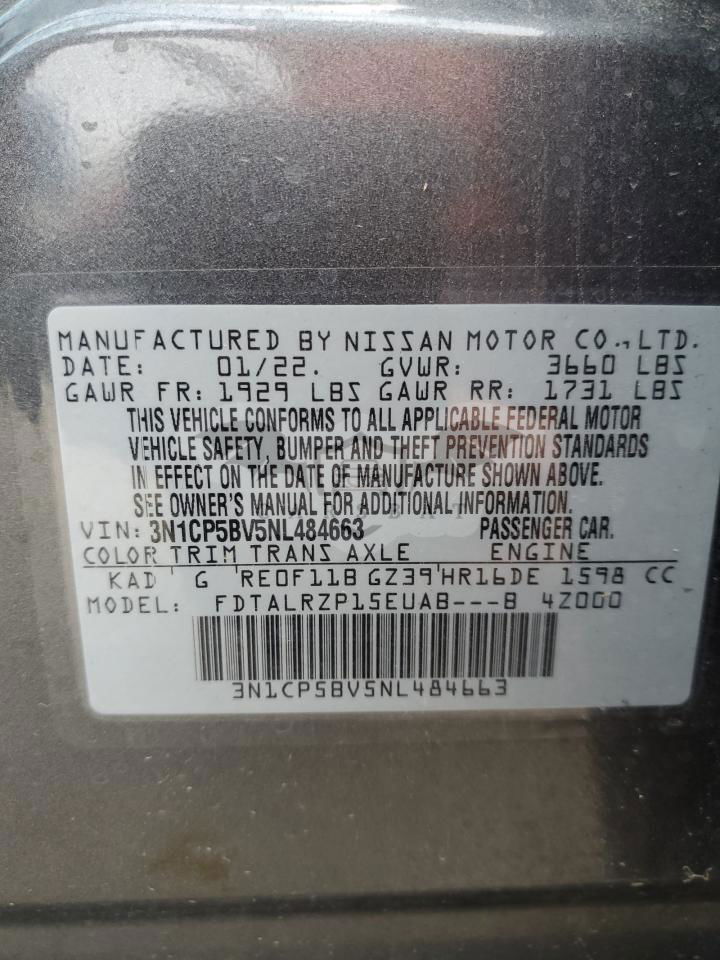 MANUFACTURED BY NISSAN MOTOR CO., LTD.
DATE: 01/22. GVWR: 3660 LBS
GAWR FR: 1929 LBS GAWR RR: 1731 LBS
THIS VEHICLE CONFORMS TO ALL APPLICABLE FEDERAL MOTOR
VEHICLE SAFETY, BUMPER AND THEFT PREVENTION STANDARDS
IN EFFECT ON THE DATE OF MANUFACTURE SHOWN ABOVE.
SEE OWNER'S MANUAL FOR ADDITIONAL INFORMATION.
VIN: 3N1CP5BV5NL484663 PASSENGER CAR.
COLOR TRIM TRANS AXLE ENGINE
KAD G RE0F11B GZ39 HR16DE 1598 CC
MODEL: FDTALRZP15EUAB---B 4Z000
3N1CP5BV5NL484663